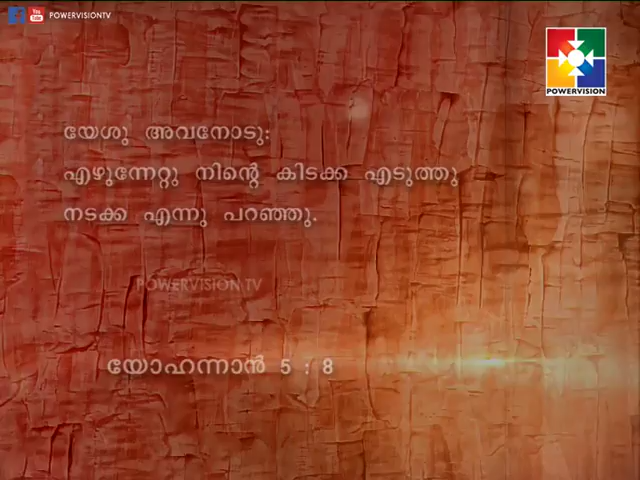 POWERVISIONTV
POWERVISION
യേശു അവനോടു:
എഴുന്നേറ്റു നിന്റെ കിടക്ക എടുത്തു
നടക്ക എന്നു പറഞ്ഞു.
POWERVISION TV
യോഹന്നാൻ 5 : 8